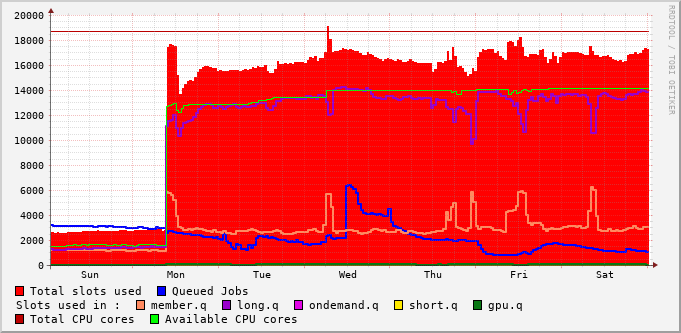 20000
18000
16000
14000
12000
10000
8000
6000
4000
2000
0
Sun Mon Tue Wed Thu Fri Sat
RRDTOOL / TOBI OETIKER
Total slots used Queued Jobs
Slots used in : member.q long.q ondemand.q short.q gpu.q
Total CPU cores Available CPU cores